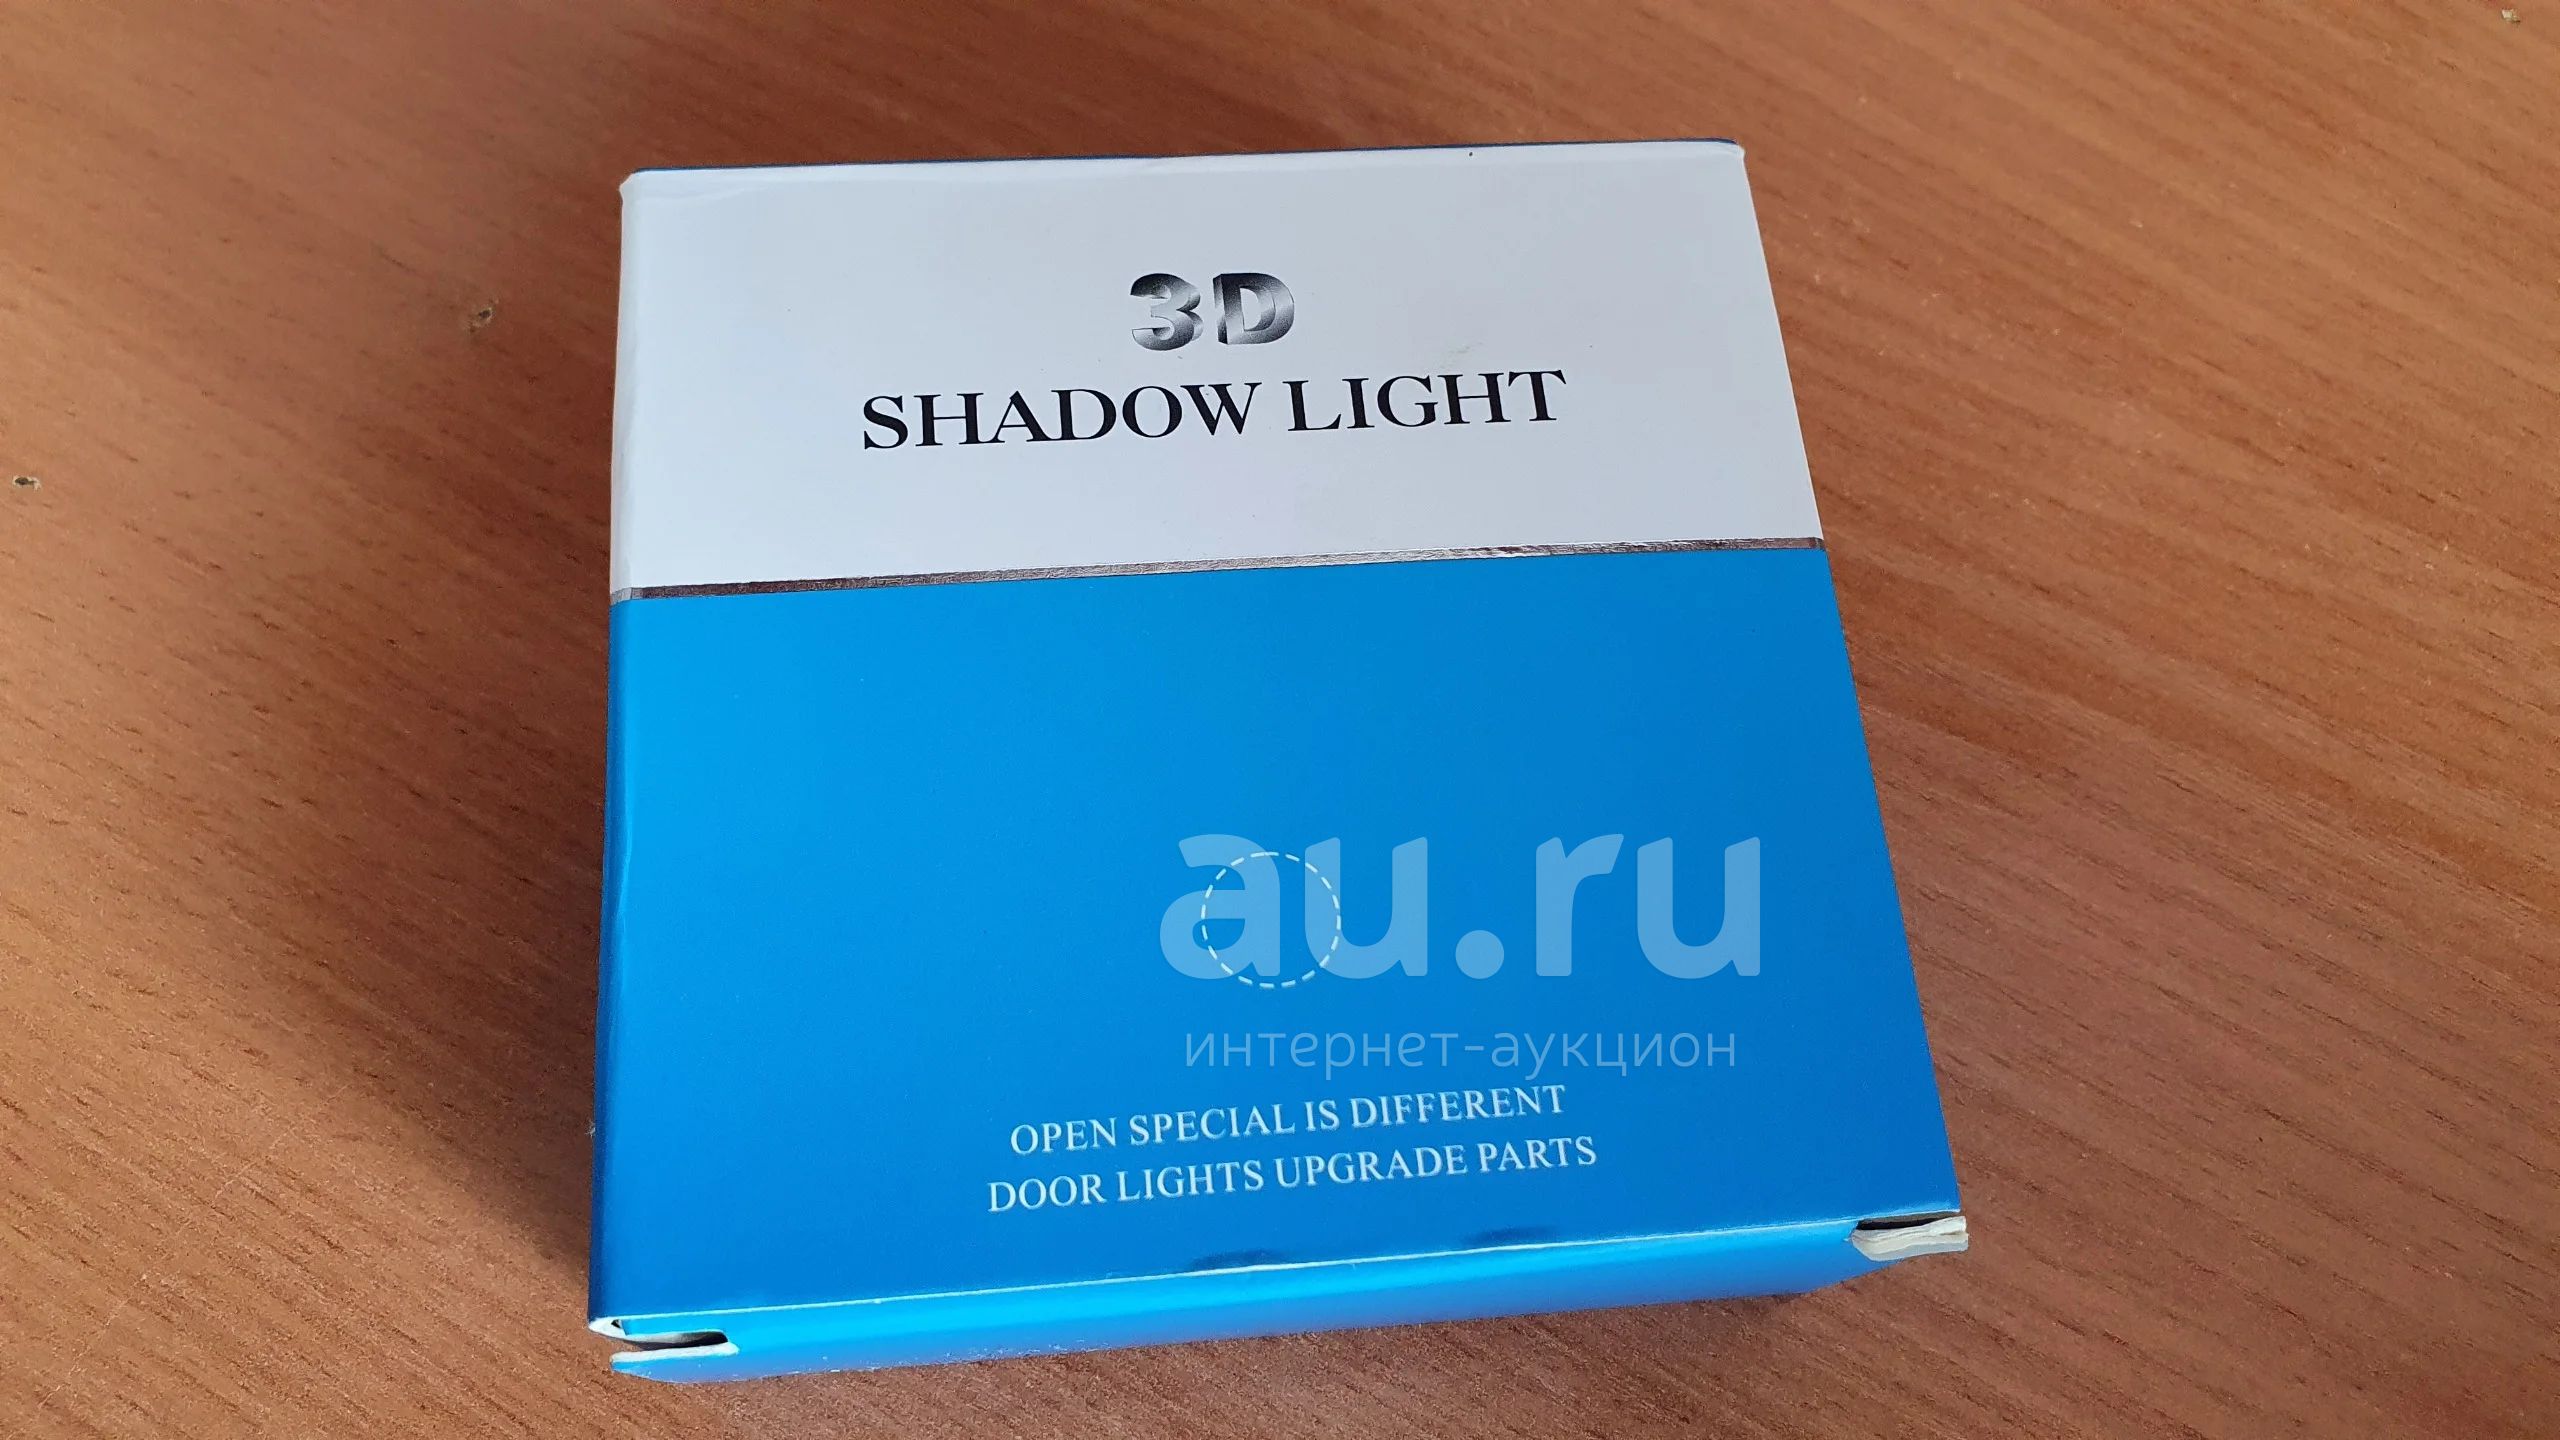 3D
SHADOW LIGHT
au.ru
интернет-аукцион
OPEN SPECIAL IS DIFFERENT
DOOR LIGHTS UPGRADE PARTS